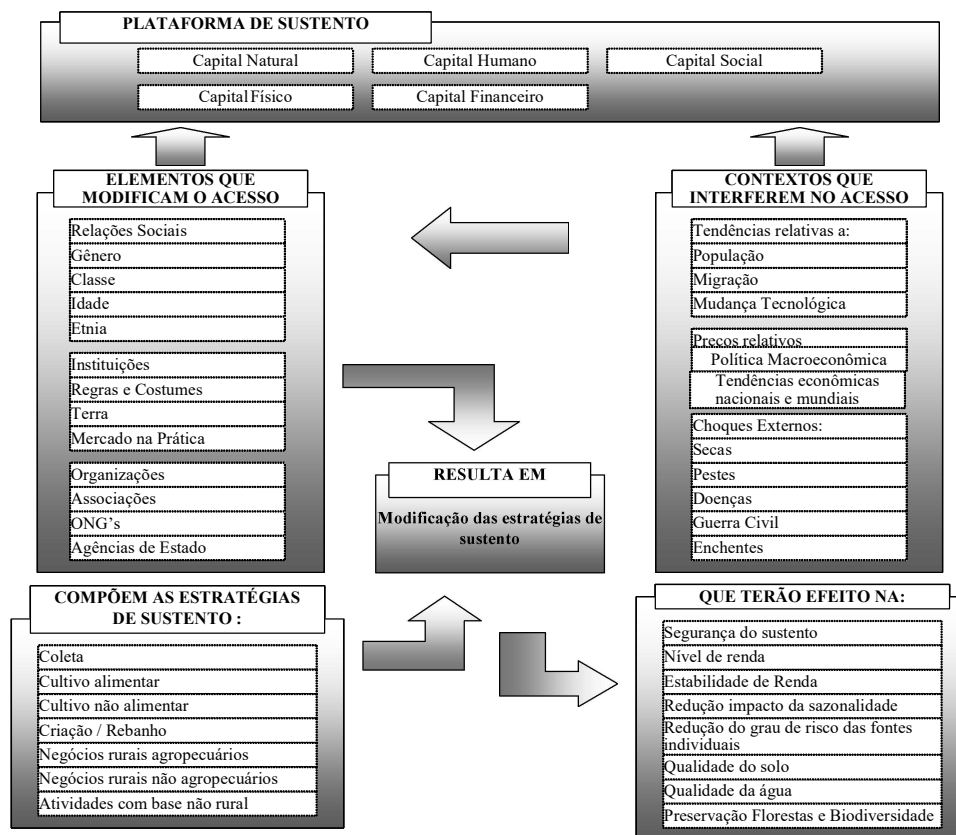 PLATAFORMA DE SUSTENTO
Capital Natural
Capital Humano
Capital Social
Capital Físico
Capital Financeiro
ELEMENTOS QUE
MODIFICAM O ACESSO
Relações Sociais
Gênero
Classe
Idade
Etnia
Instituições
Regras e Costumes
Terra
Mercado na Prática
Organizações
Associações
ONG's
Agências de Estado
CONTEXTOS QUE
INTERFEREM NO ACESSO
Tendências relativas a:
População
Migração
Mudança Tecnológica
Preços relativos
Política Macroeconômica
Tendências econômicas
nacionais e mundiais
Choques Externos:
Secas
Pestes
Doenças
Guerra Civil
Enchentes
RESULTA EM
Modificação das estratégias de
sustento
COMPÕEM AS ESTRATÉGIAS
DE SUSTENTO :
Coleta
Cultivo alimentar
Cultivo não alimentar
Criação / Rebanho
Negócios rurais agropecuários
Negócios rurais não agropecuários
Atividades com base não rural
QUE TERÃO EFEITO NA:
Segurança do sustento
Nível de renda
Estabilidade de Renda
Redução impacto da sazonalidade
Redução do grau de risco das fontes
individuais
Qualidade do solo
Qualidade da água
Preservação Florestas e Biodiversidade